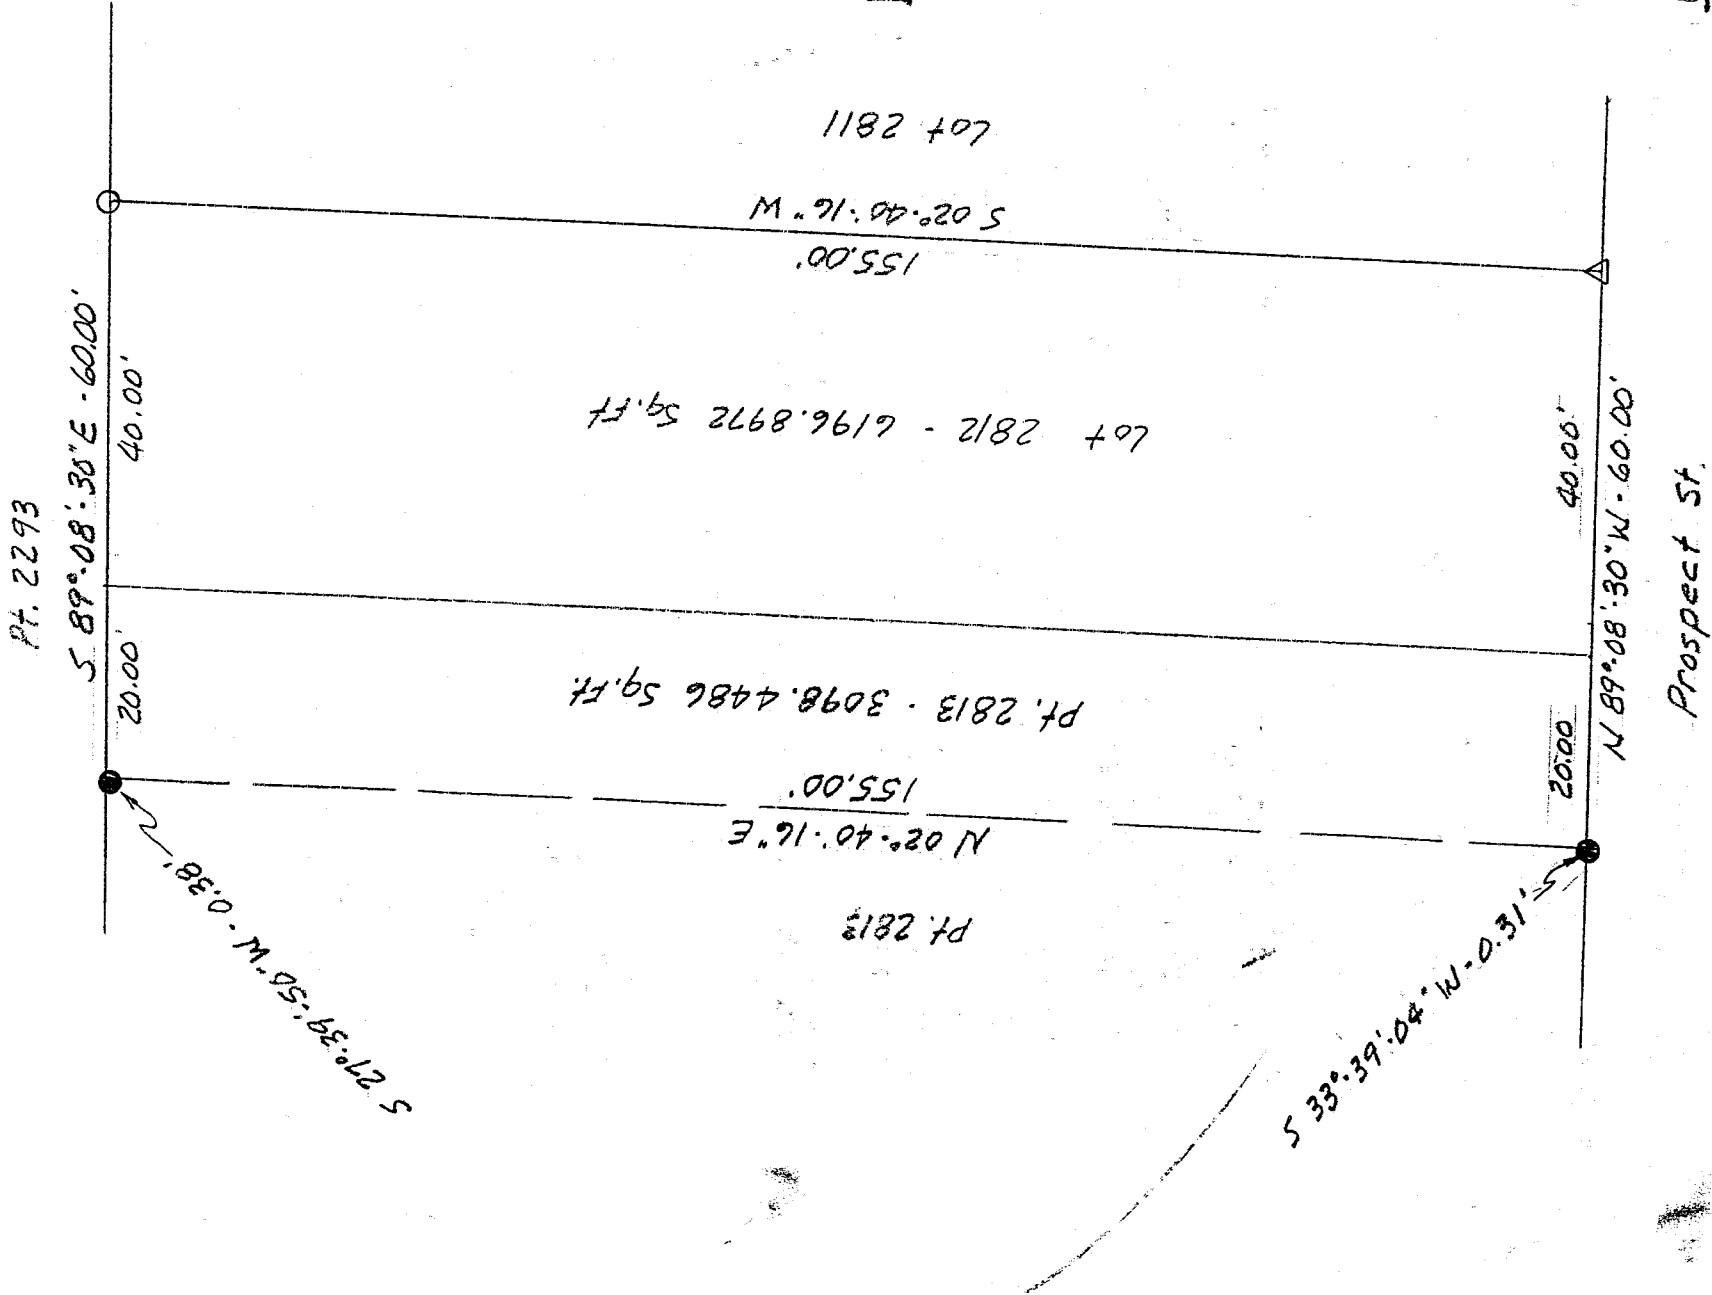 Pt. 2293
S 89°·08'·30"E - 60.00'
20.00'
40.00'
Lot 2811
S 02°·40'·16" W
155.00'
Lot 2812 - 6196.8972 Sq.Ft
Pt. 2813 - 3098.4486 Sq.Ft.
155.00'
N 02°·40'·16"E
Pt. 2813
S 27°·39'·50"W - 0.38'
S 33°·39'·04" W - 0.31'
20.00
40.00'
N 89°·08'·30"W - 60.00'
Prospect St.